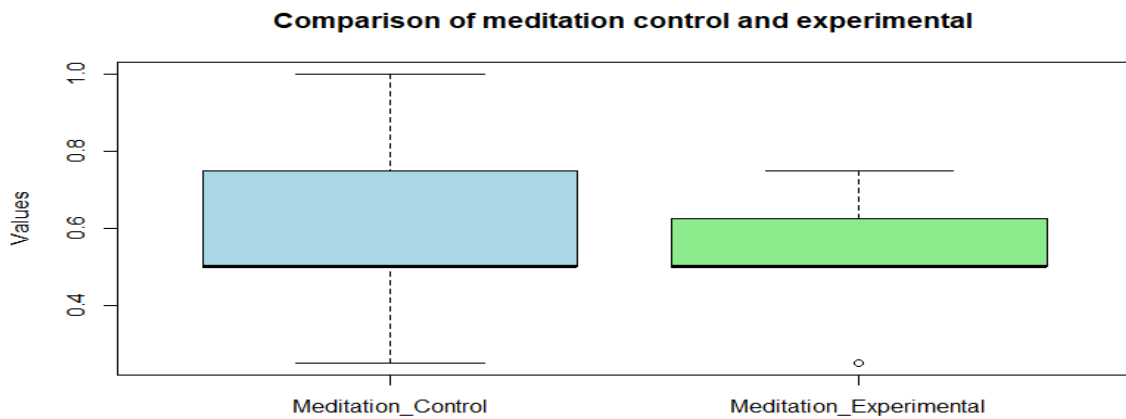 Comparison of meditation control and experimental
Values
1.0
0.8
0.6
0.4
Meditation_Control
Meditation_Experimental